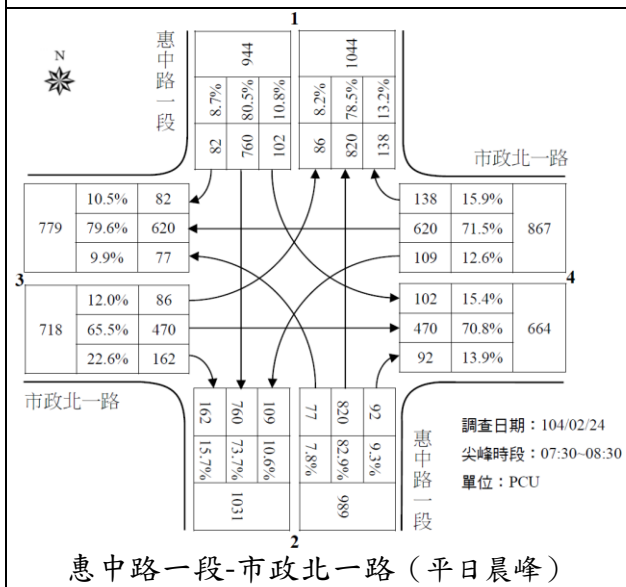 1
N
惠中路一段
944
8.7% 80.5% 10.8%
82 760 102
1044
8.2% 78.5% 13.2%
86 820 138
市政北一路
779
10.5% 82
79.6% 620
9.9% 77
138 15.9%
620 71.5%
109 12.6%
867
3
4
718
12.0% 86
65.5% 470
22.6% 162
102 15.4%
470 70.8%
92 13.9%
664
市政北一路
162 760 109
15.7% 73.7% 10.6%
1031
77 820 92
7.8% 82.9% 9.3%
989
惠中路一段
調查日期：104/02/24
尖峰時段：07:30~08:30
單位：PCU
2
惠中路一段-市政北一路（平日晨峰）